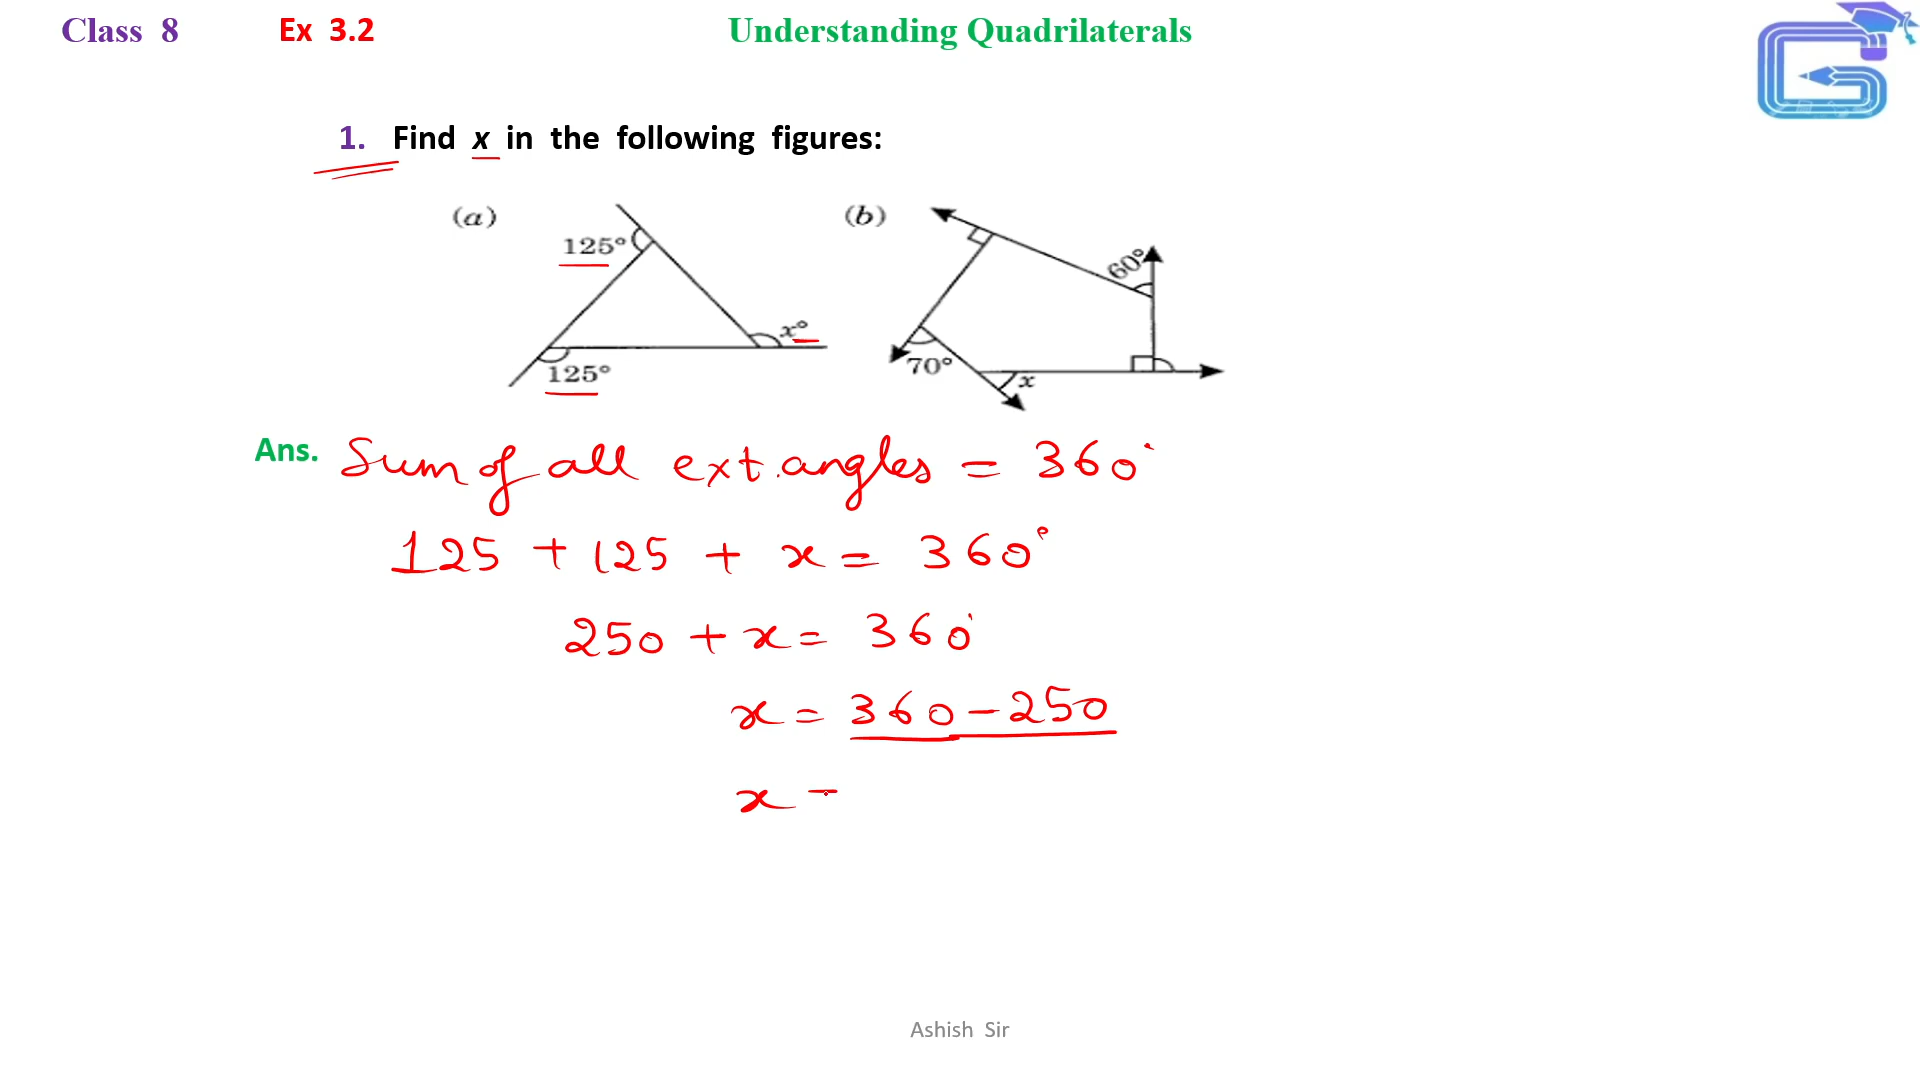 Class 8 Ex 3.2 Understanding Quadrilaterals
1. Find x in the following figures:
(a) 125° 125° x°
(b) 60° 70° x
Ans. Sum of all ext. angles = 360°
125 + 125 + x = 360°
250 + x = 360°
x = 360 - 250
x =
Ashish Sir